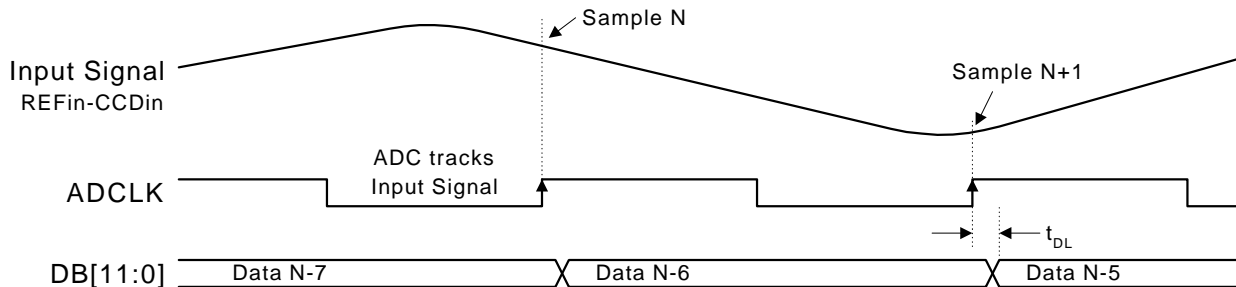 Sample N
Input Signal
REFin-CCDin
Sample N+1
ADC tracks
Input Signal
ADCLK
tDL
DB[11:0]
Data N-7
Data N-6
Data N-5